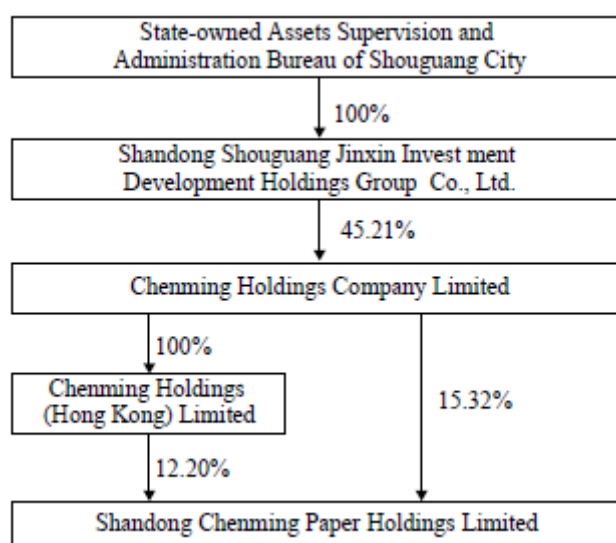 State-owned Assets Supervision and
Administration Bureau of Shouguang City
100%
Shandong Shouguang Jinxin Invest ment
Development Holdings Group Co., Ltd.
45.21%
Chenming Holdings Company Limited
100%
Chenming Holdings
(Hong Kong) Limited
15.32%
12.20%
Shandong Chenming Paper Holdings Limited